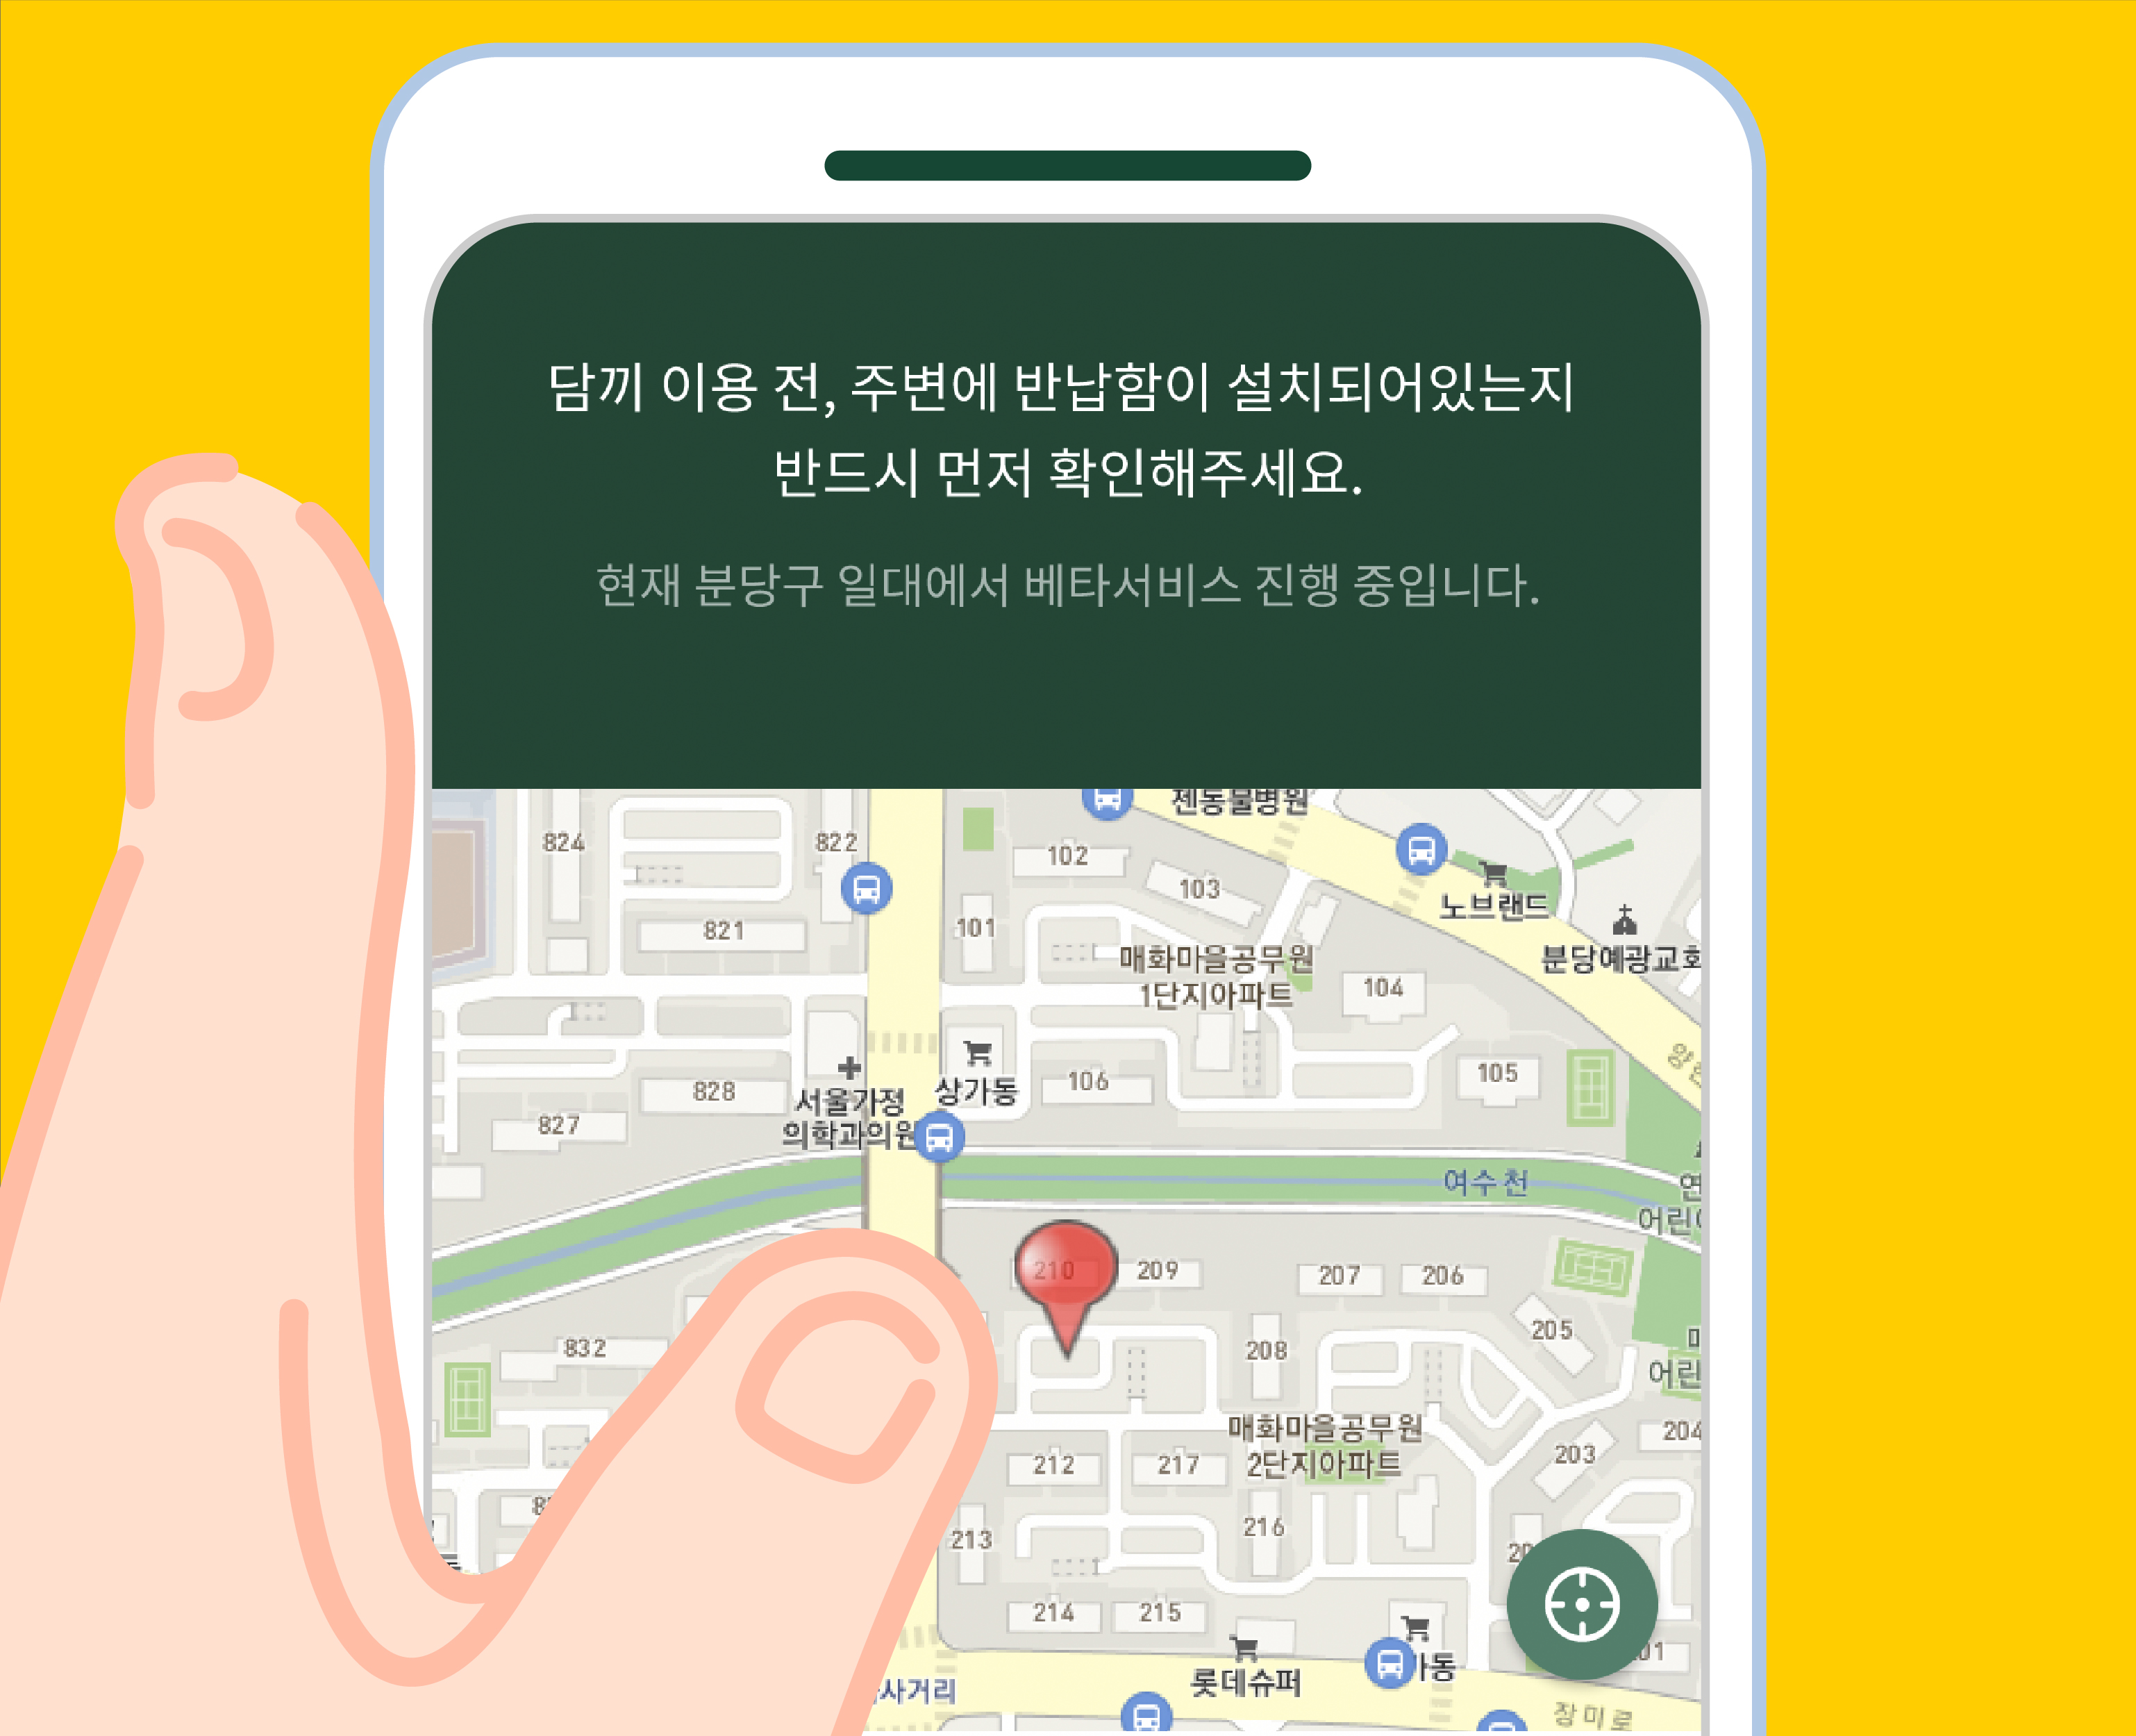 담끼 이용 전, 주변에 반납함이 설치되어있는지
반드시 먼저 확인해주세요.
현재 분당구 일대에서 베타서비스 진행 중입니다.
젠동물병원
824
822
102
103
노브랜드
821
101
분당예광교회
매화마을공무원
1단지아파트
104
105
106
상가동
828
서울가정
의학과의원
827
여수천
어린
210
209
207
206
205
208
832
어린
매화마을공무원
2단지아파트
204
203
212
217
213
216
214
215
롯데슈퍼
사거리
장미로